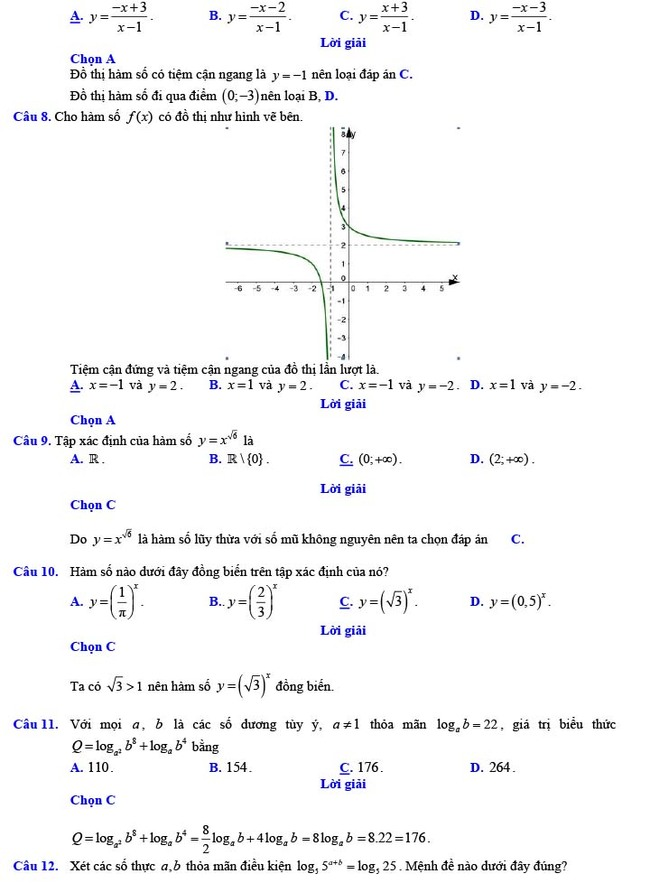 A. y = (−x+3)/(x−1). B. y = (−x−2)/(x−1). C. y = (x+3)/(x−1). D. y = (−x−3)/(x−1).
Lời giải
Chọn A
Đồ thị hàm số có tiệm cận ngang là y = −1 nên loại đáp án C.
Đồ thị hàm số đi qua điểm (0;−3) nên loại B, D.
Câu 8. Cho hàm số f(x) có đồ thị như hình vẽ bên.
8 y
7
6
5
4
3
2
1
0
-6 -5 -4 -3 -2 -1 0 1 2 3 4 5 x
-1
-2
-3
-4
Tiệm cận đứng và tiệm cận ngang của đồ thị lần lượt là.
A. x = −1 và y = 2. B. x = 1 và y = 2. C. x = −1 và y = −2. D. x = 1 và y = −2.
Lời giải
Chọn A
Câu 9. Tập xác định của hàm số y = x^√6 là
A. ℝ. B. ℝ \ {0}. C. (0;+∞). D. (2;+∞).
Lời giải
Chọn C
Do y = x^√6 là hàm số lũy thừa với số mũ không nguyên nên ta chọn đáp án C.
Câu 10. Hàm số nào dưới đây đồng biến trên tập xác định của nó?
A. y = (1/π)^x. B.. y = (2/3)^x C. y = (√3)^x. D. y = (0,5)^x.
Lời giải
Chọn C
Ta có √3 > 1 nên hàm số y = (√3)^x đồng biến.
Câu 11. Với mọi a, b là các số dương tùy ý, a ≠ 1 thỏa mãn log_a b = 22, giá trị biểu thức
Q = log_{a²} b⁸ + log_a b⁴ bằng
A. 110. B. 154. C. 176. D. 264.
Lời giải
Chọn C
Q = log_{a²} b⁸ + log_a b⁴ = 8/2 log_a b + 4log_a b = 8log_a b = 8.22 = 176.
Câu 12. Xét các số thực a,b thỏa mãn điều kiện log₅ 5^{a+b} = log₅ 25. Mệnh đề nào dưới đây đúng?